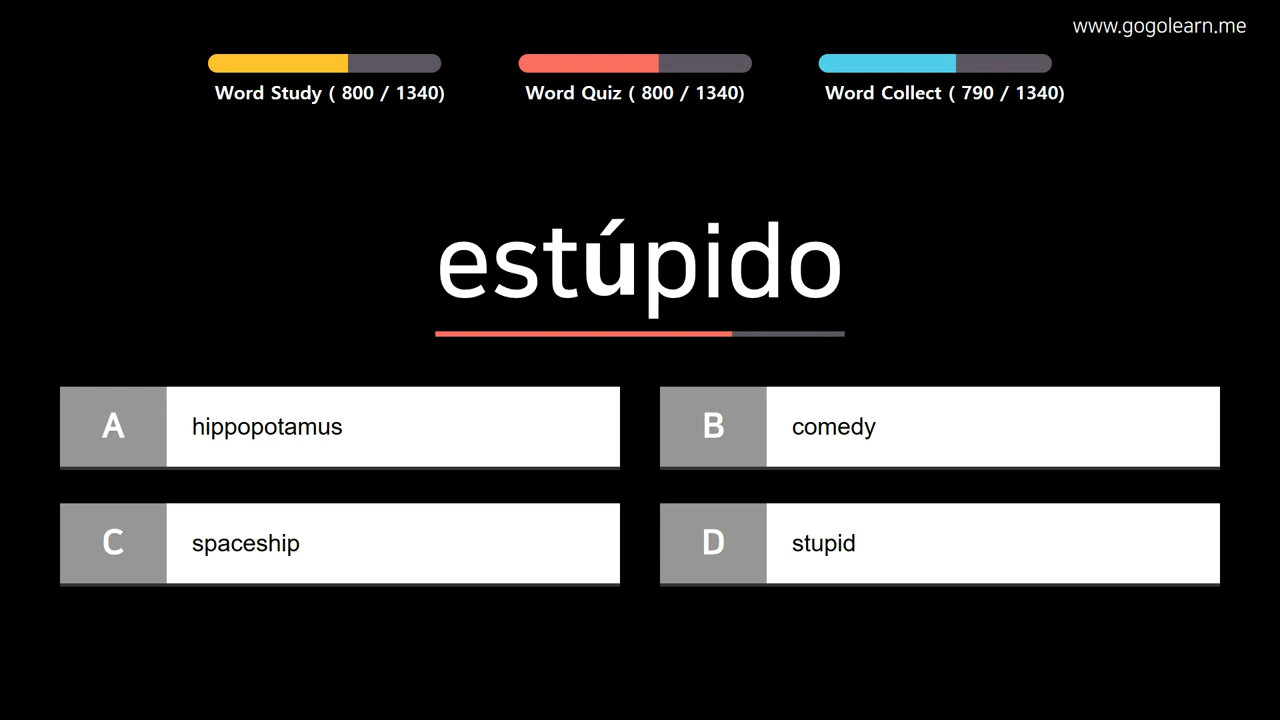 www.gogolearn.me
Word Study ( 800 / 1340)
Word Quiz ( 800 / 1340)
Word Collect ( 790 / 1340)
estúpido
A hippopotamus
B comedy
C spaceship
D stupid